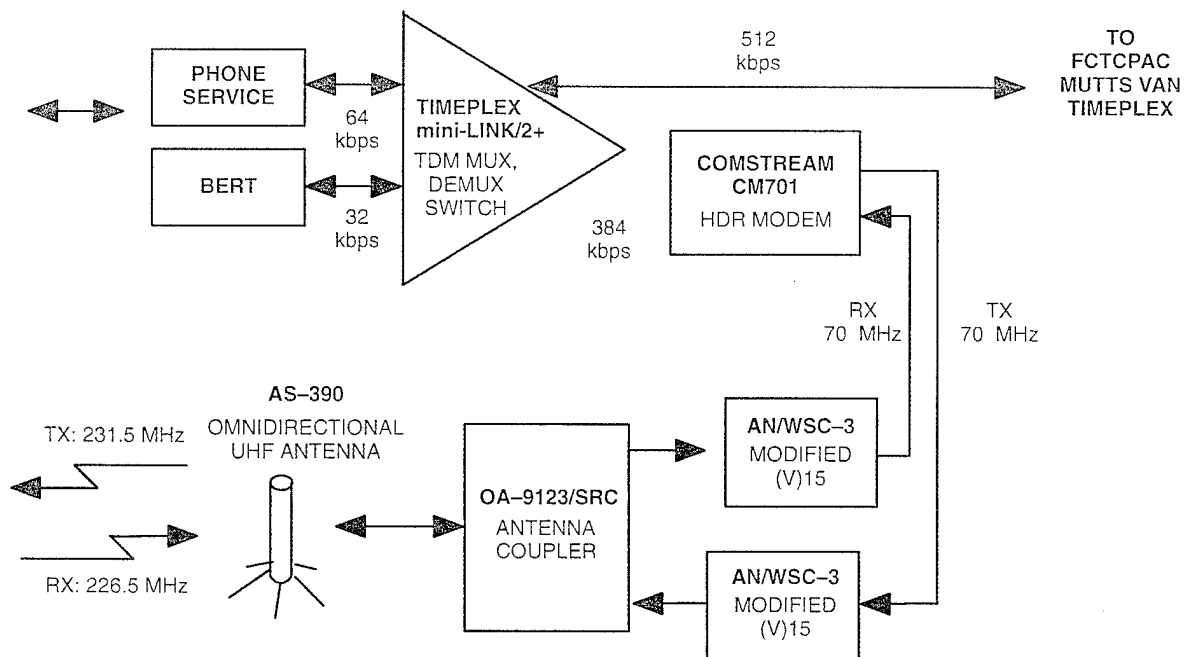 PHONE
SERVICE
64
kbps
BERT
32
kbps
TIMEPLEX
mini-LINK/2+
TDM MUX,
DEMUX
SWITCH
512
kbps
TO
FCTCPAC
MUTTS VAN
TIMEPLEX
384
kbps
COMSTREAM
CM701
HDR MODEM
RX
70 MHz
TX
70 MHz
AS–390
OMNIDIRECTIONAL
UHF ANTENNA
TX: 231.5 MHz
RX: 226.5 MHz
OA–9123/SRC
ANTENNA
COUPLER
AN/WSC–3
MODIFIED
(V)15
AN/WSC–3
MODIFIED
(V)15